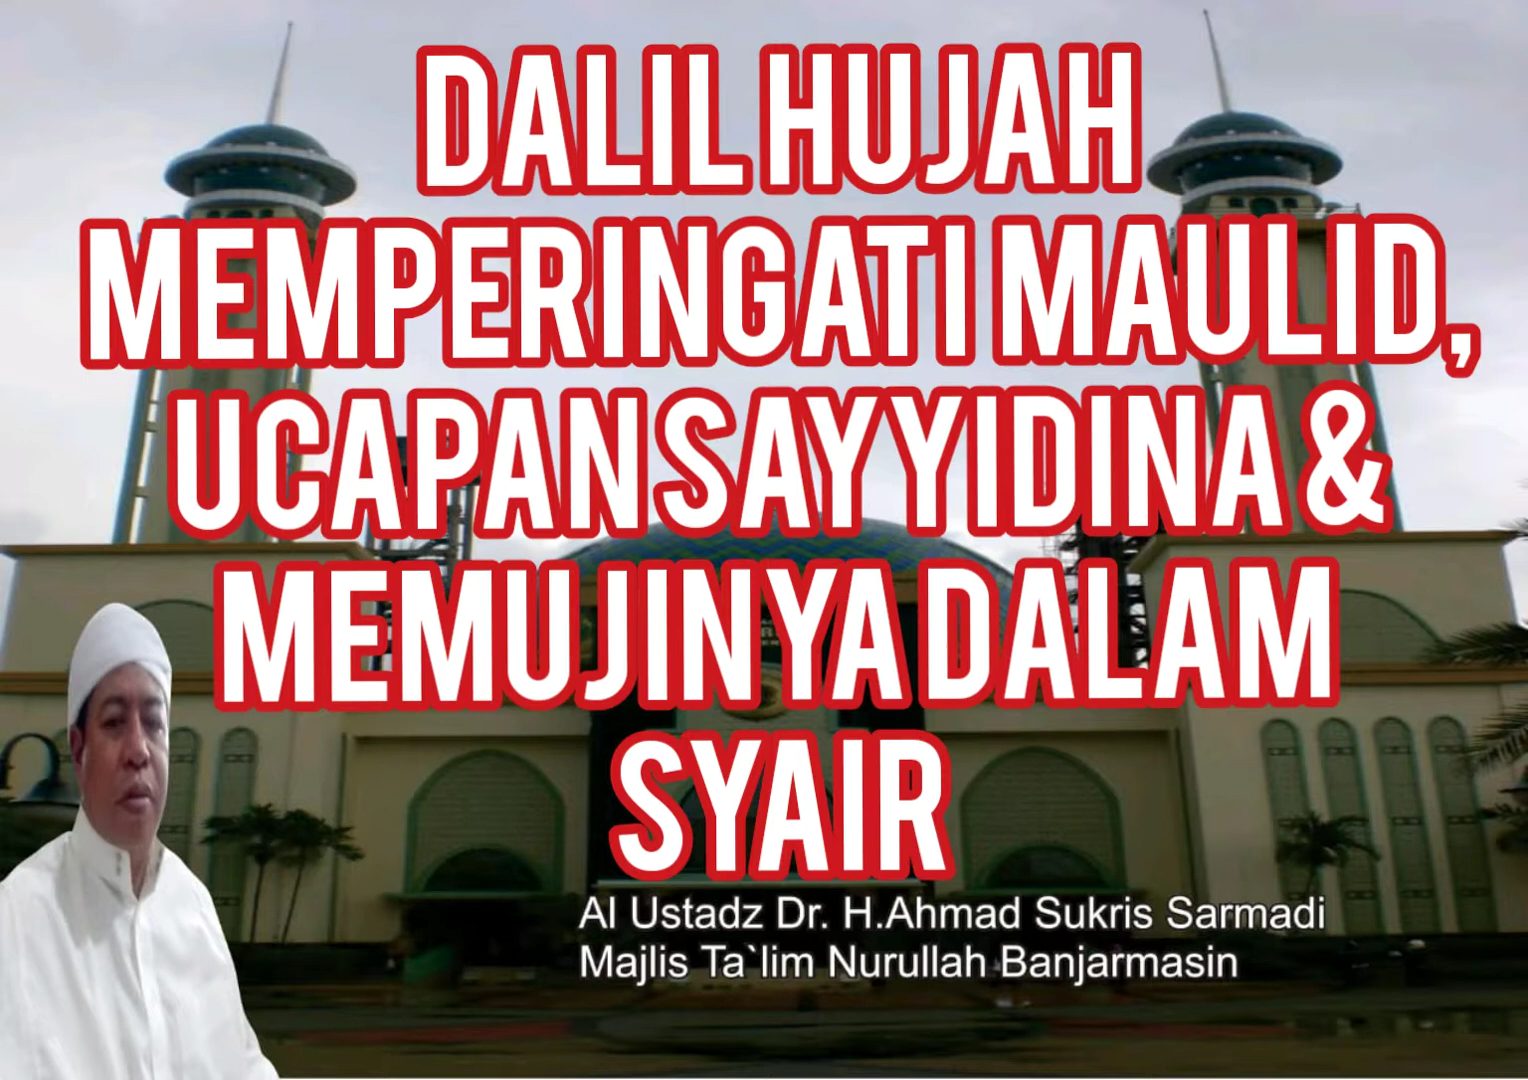 DALIL HUJAH
MEMPERINGATI MAULID,
UCAPAN SAYYIDINA &
MEMUJINYA DALAM
SYAIR
Al Ustadz Dr. H.Ahmad Sukris Sarmadi
Majlis Ta`lim Nurullah Banjarmasin